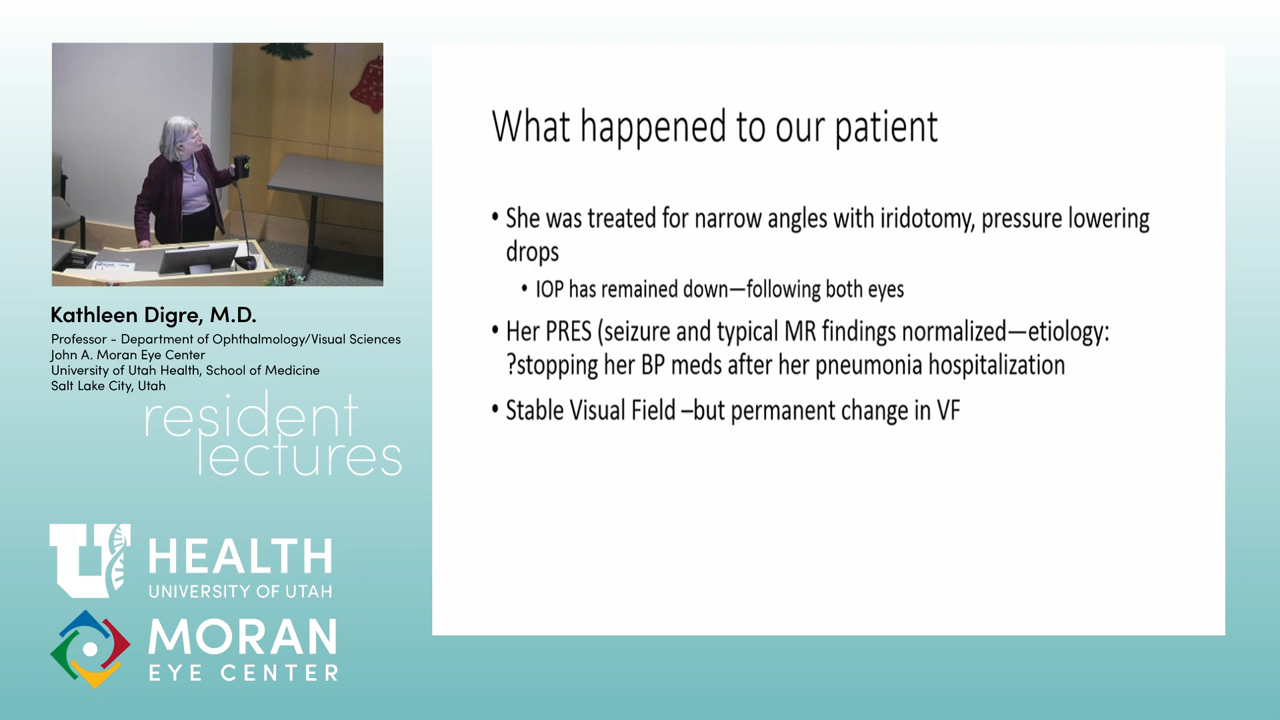 Kathleen Digre, M.D.
Professor - Department of Ophthalmology/Visual Sciences
John A. Moran Eye Center
University of Utah Health, School of Medicine
Salt Lake City, Utah
resident
lectures
U HEALTH
UNIVERSITY OF UTAH
MORAN
EYE CENTER
What happened to our patient
• She was treated for narrow angles with iridotomy, pressure lowering
drops
• IOP has remained down—following both eyes
• Her PRES (seizure and typical MR findings normalized—etiology:
?stopping her BP meds after her pneumonia hospitalization
• Stable Visual Field –but permanent change in VF